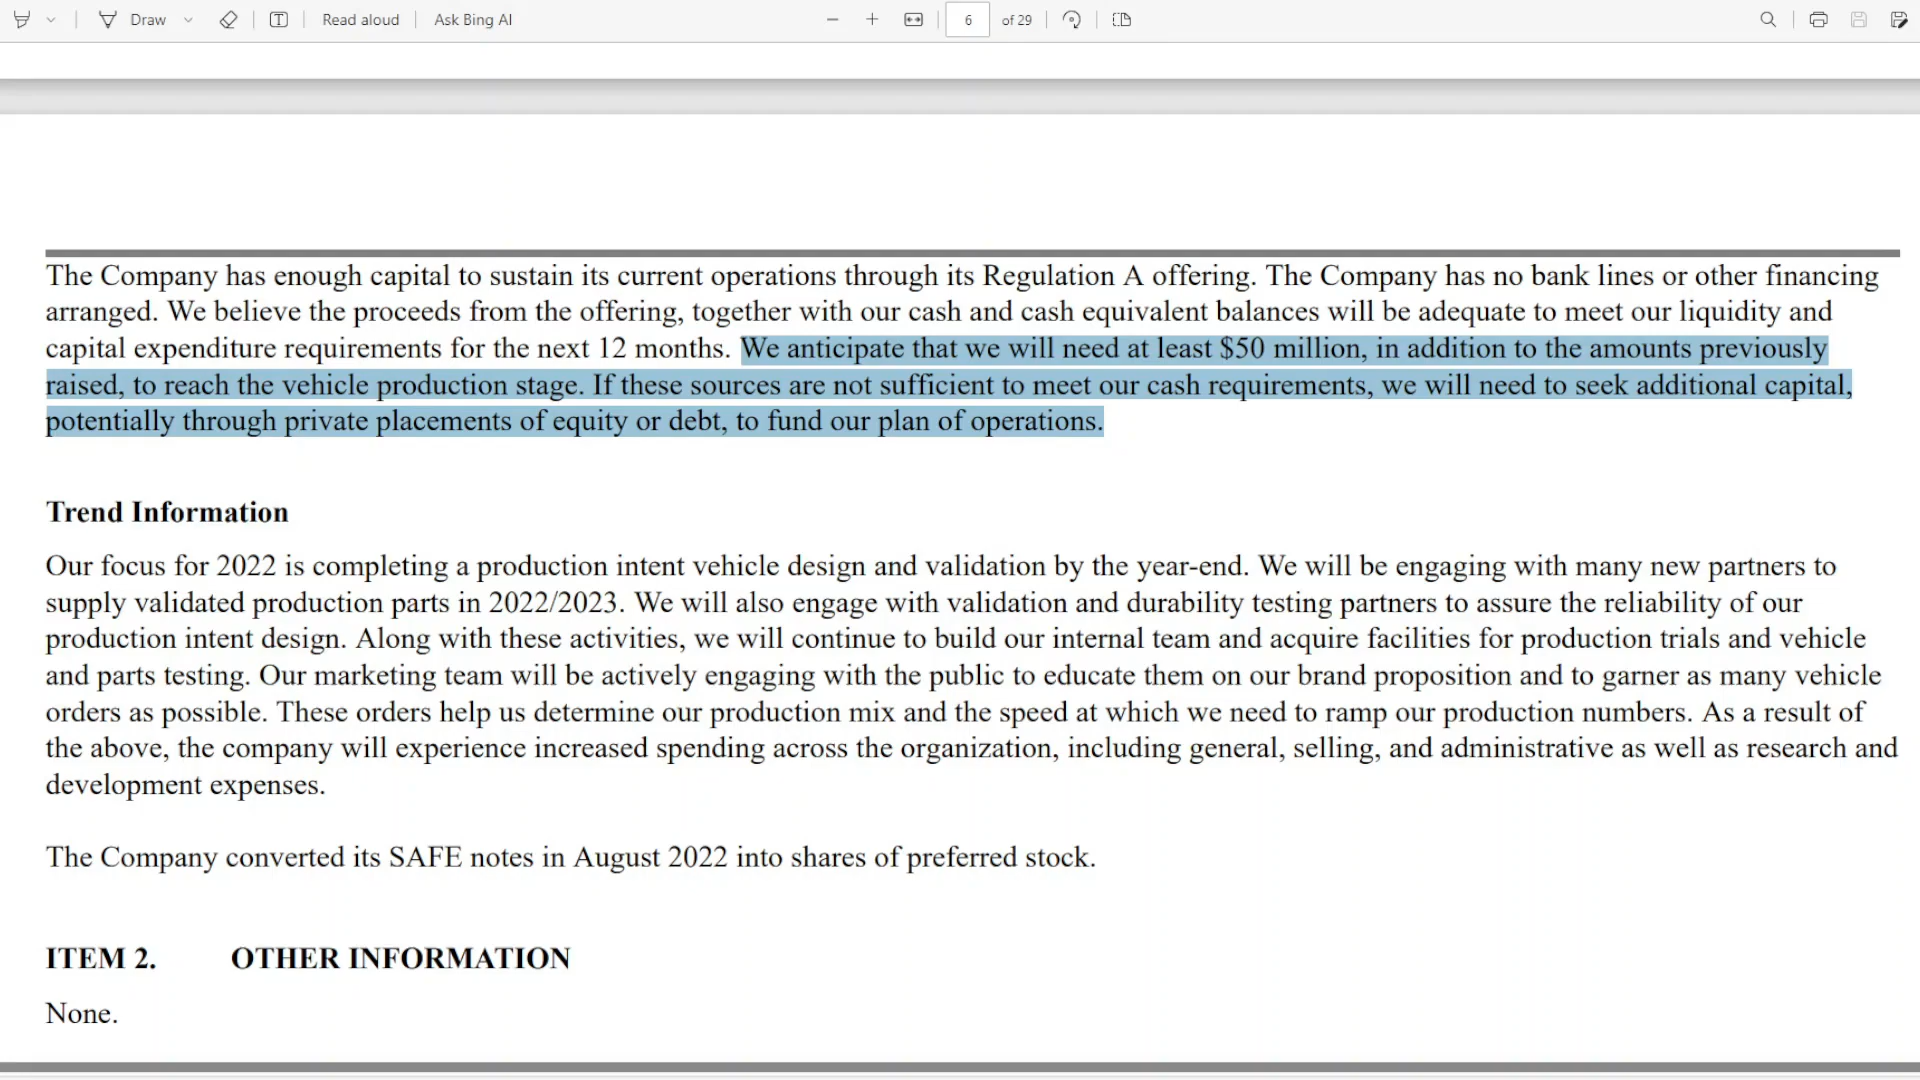 Draw Read aloud Ask Bing AI 6 of 29
The Company has enough capital to sustain its current operations through its Regulation A offering. The Company has no bank lines or other financing
arranged. We believe the proceeds from the offering, together with our cash and cash equivalent balances will be adequate to meet our liquidity and
capital expenditure requirements for the next 12 months. We anticipate that we will need at least $50 million, in addition to the amounts previously
raised, to reach the vehicle production stage. If these sources are not sufficient to meet our cash requirements, we will need to seek additional capital,
potentially through private placements of equity or debt, to fund our plan of operations.
Trend Information
Our focus for 2022 is completing a production intent vehicle design and validation by the year-end. We will be engaging with many new partners to
supply validated production parts in 2022/2023. We will also engage with validation and durability testing partners to assure the reliability of our
production intent design. Along with these activities, we will continue to build our internal team and acquire facilities for production trials and vehicle
and parts testing. Our marketing team will be actively engaging with the public to educate them on our brand proposition and to garner as many vehicle
orders as possible. These orders help us determine our production mix and the speed at which we need to ramp our production numbers. As a result of
the above, the company will experience increased spending across the organization, including general, selling, and administrative as well as research and
development expenses.
The Company converted its SAFE notes in August 2022 into shares of preferred stock.
ITEM 2. OTHER INFORMATION
None.